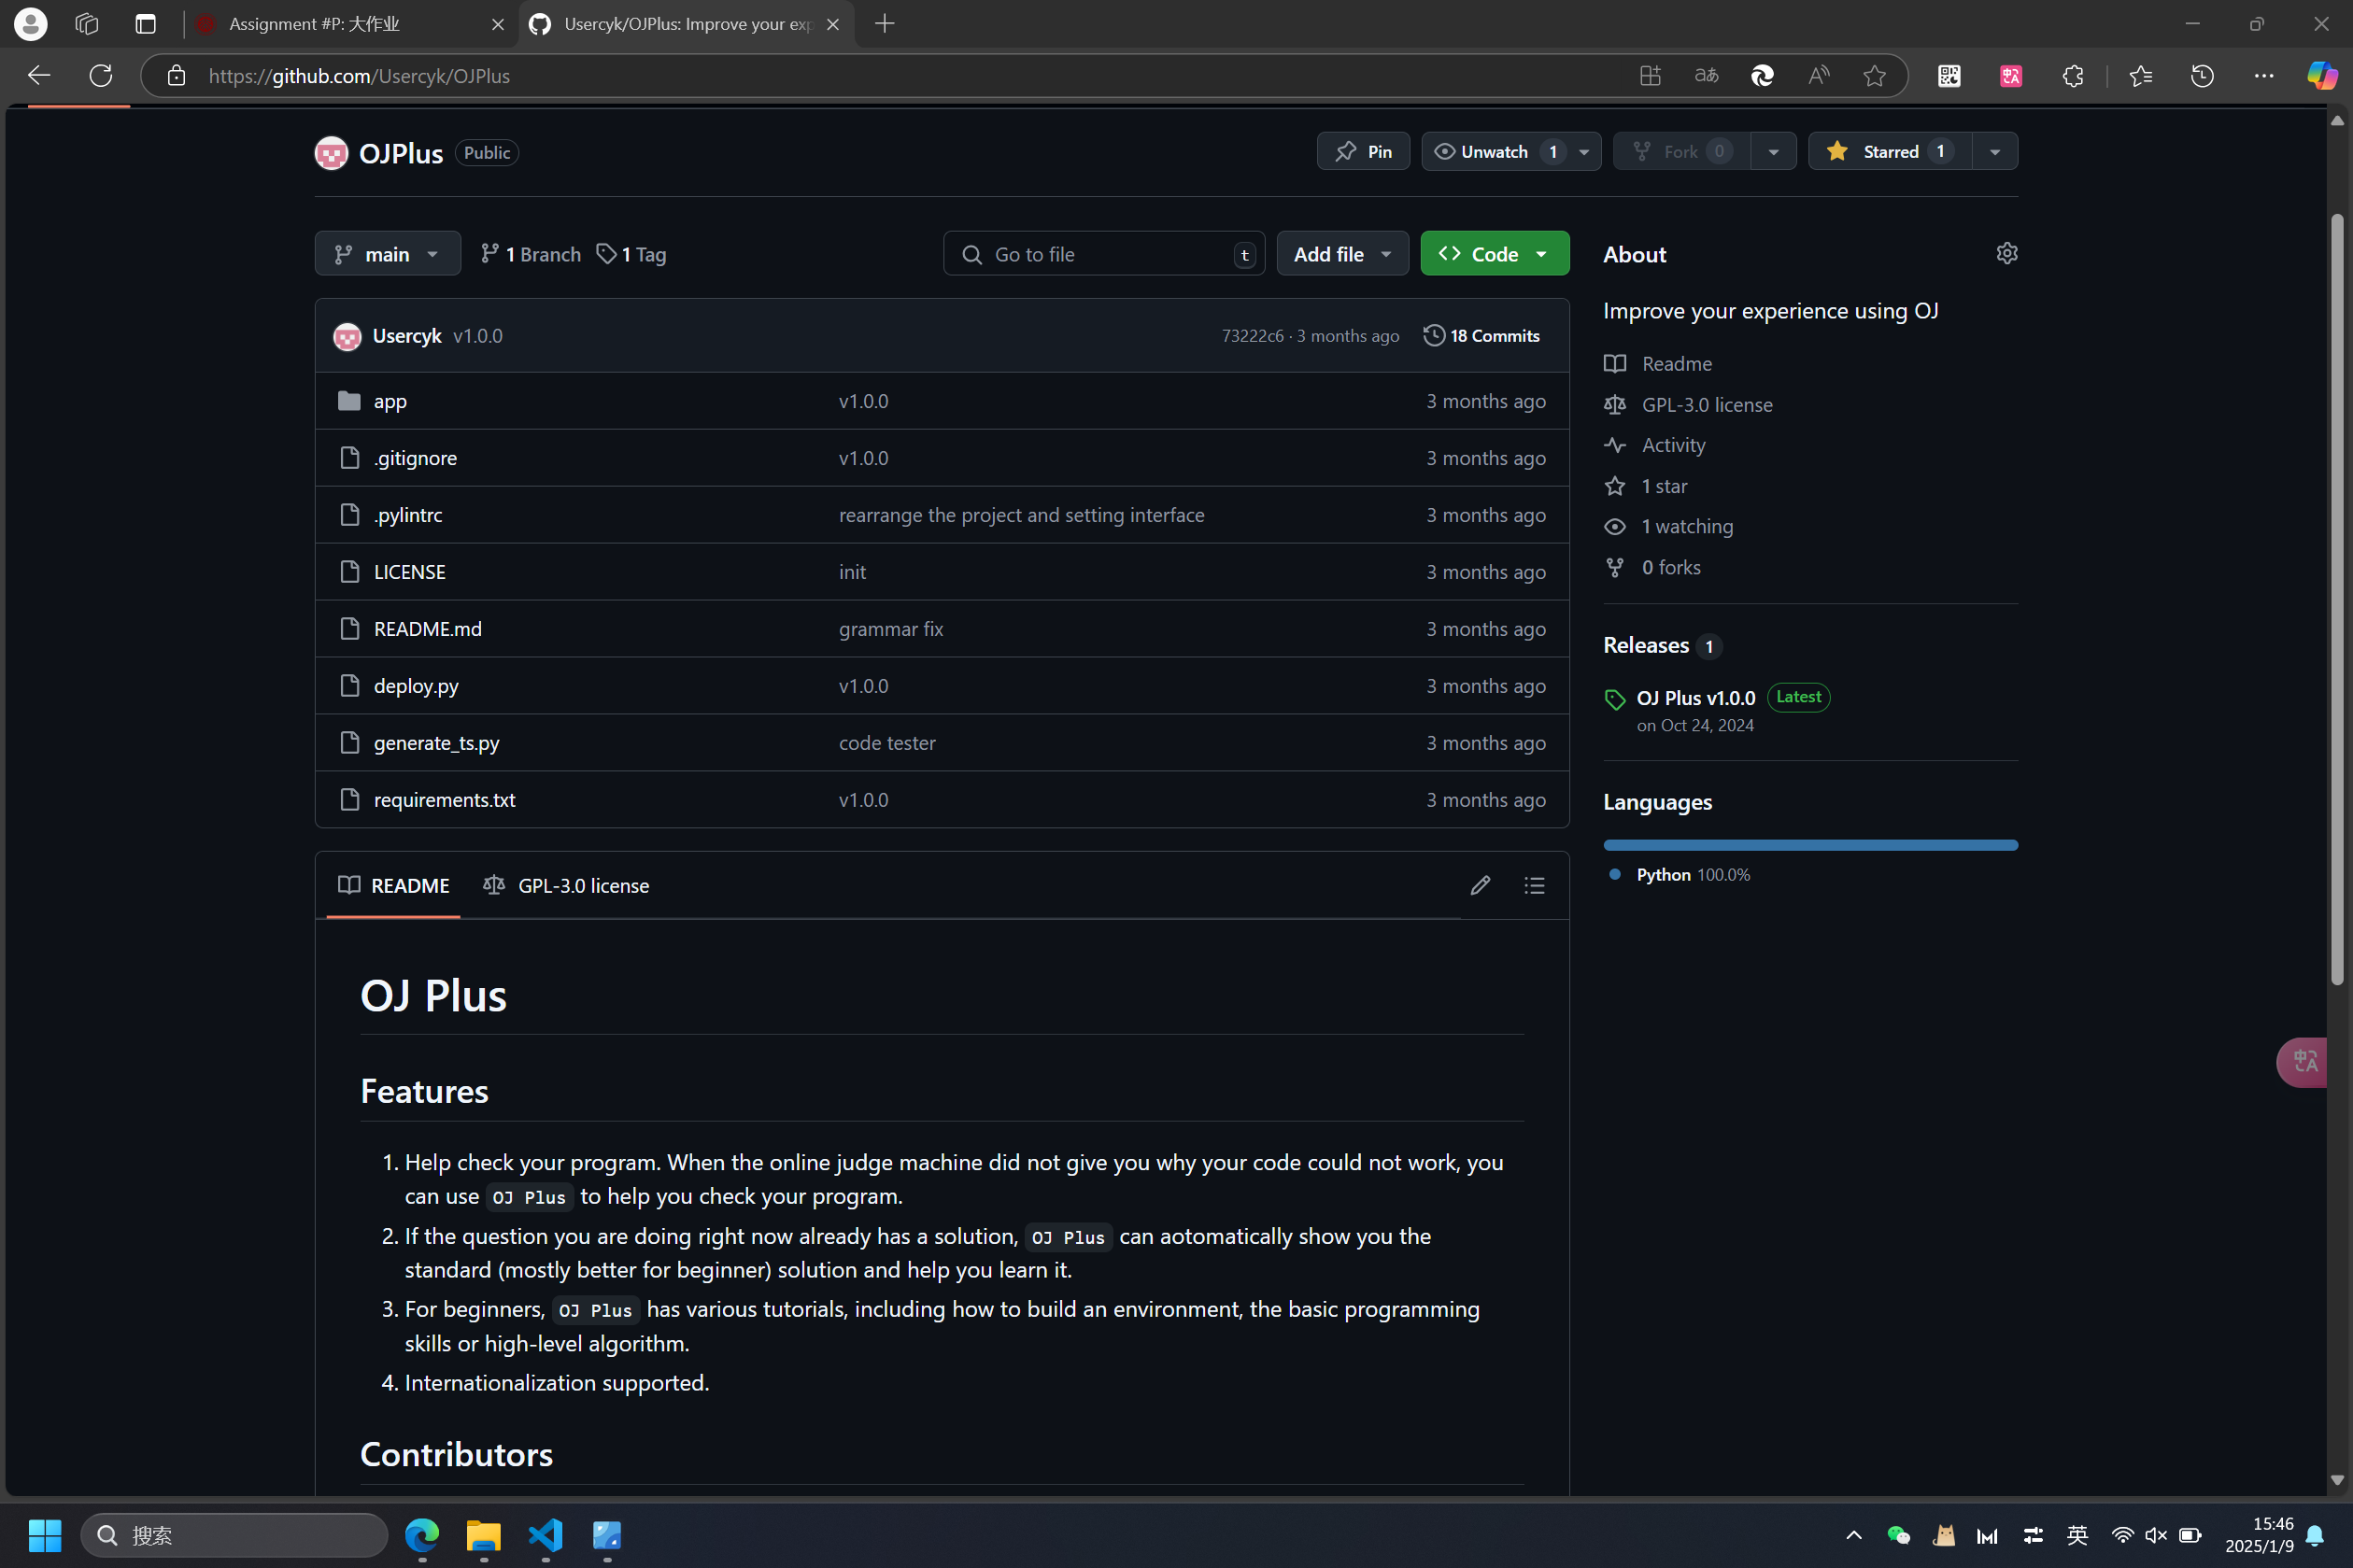 Assignment #P: 大作业
Usercyk/OJPlus: Improve your exp
https://github.com/Usercyk/OJPlus
OJPlus Public
Pin
Unwatch 1
Fork 0
Starred 1
main
1 Branch
1 Tag
Go to file t
Add file
Code
Usercyk v1.0.0 73222c6 · 3 months ago 18 Commits
app v1.0.0 3 months ago
.gitignore v1.0.0 3 months ago
.pylintrc rearrange the project and setting interface 3 months ago
LICENSE init 3 months ago
README.md grammar fix 3 months ago
deploy.py v1.0.0 3 months ago
generate_ts.py code tester 3 months ago
requirements.txt v1.0.0 3 months ago
About
Improve your experience using OJ
Readme
GPL-3.0 license
Activity
1 star
1 watching
0 forks
Releases 1
OJ Plus v1.0.0 Latest
on Oct 24, 2024
Languages
Python 100.0%
README GPL-3.0 license
OJ Plus
Features
1. Help check your program. When the online judge machine did not give you why your code could not work, you
can use OJ Plus to help you check your program.
2. If the question you are doing right now already has a solution, OJ Plus can aotomatically show you the
standard (mostly better for beginner) solution and help you learn it.
3. For beginners, OJ Plus has various tutorials, including how to build an environment, the basic programming
skills or high-level algorithm.
4. Internationalization supported.
Contributors
搜索
英
15:46
2025/1/9